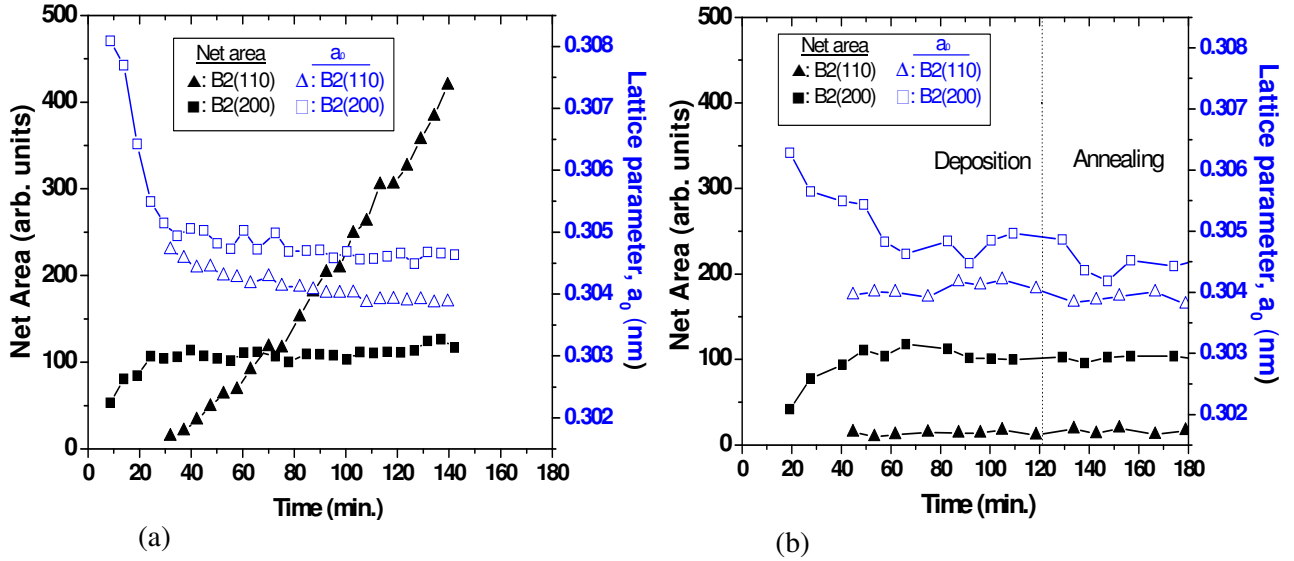 500
400
300
200
100
0
Net Area (arb. units)
Net area
a₀
▲: B2(110)
Δ: B2(110)
■: B2(200)
□: B2(200)
0.308
0.307
0.306
0.305
0.304
0.303
0.302
Lattice parameter, a₀ (nm)
0 20 40 60 80 100 120 140 160 180
Time (min.)
(a)
500
400
300
200
100
0
Net Area (arb. units)
Net area
a₀
▲: B2(110)
Δ: B2(110)
■: B2(200)
□: B2(200)
Deposition
Annealing
0.308
0.307
0.306
0.305
0.304
0.303
0.302
Lattice parameter, a₀ (nm)
0 20 40 60 80 100 120 140 160 180
Time (min.)
(b)